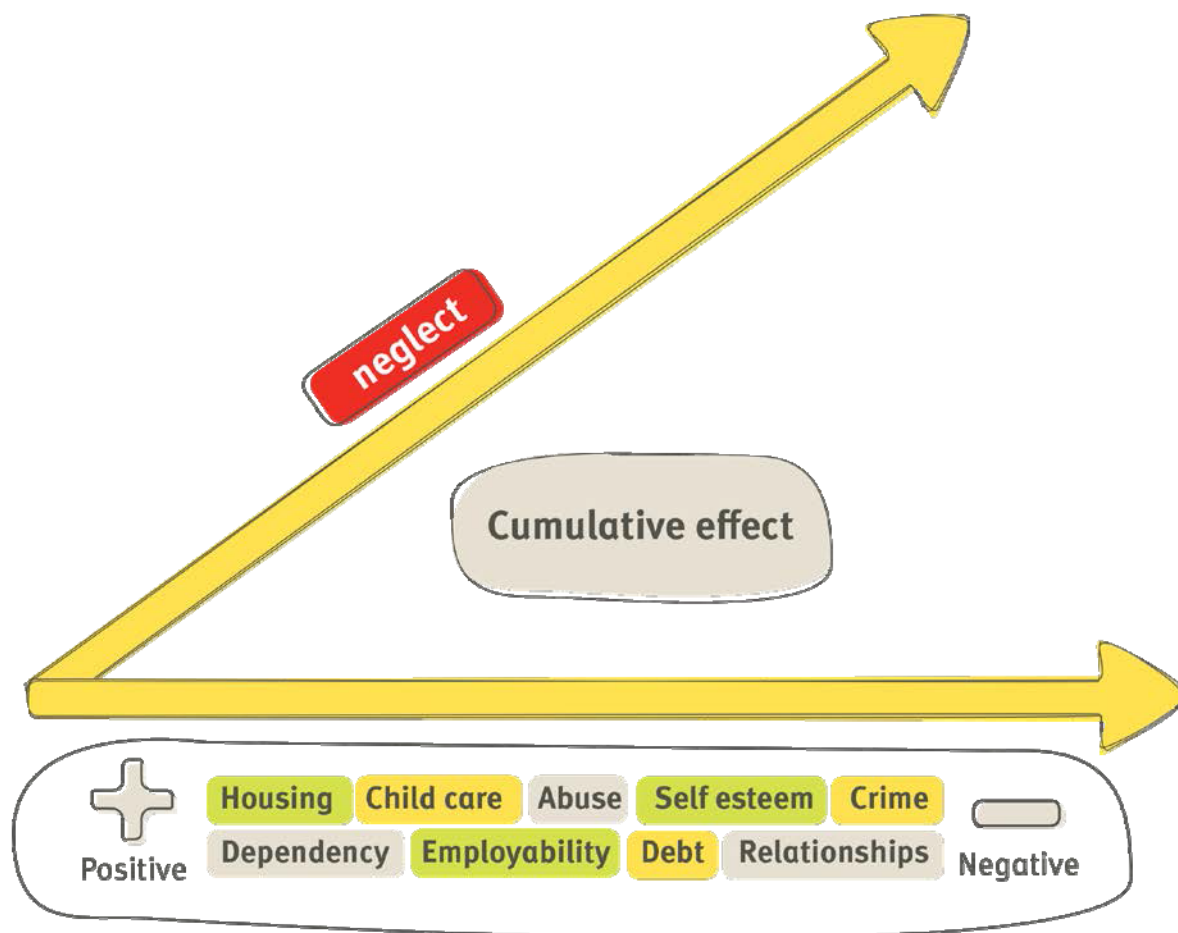 neglect
Cumulative effect
Housing Child care Abuse Self esteem Crime
Dependency Employability Debt Relationships
Positive
Negative